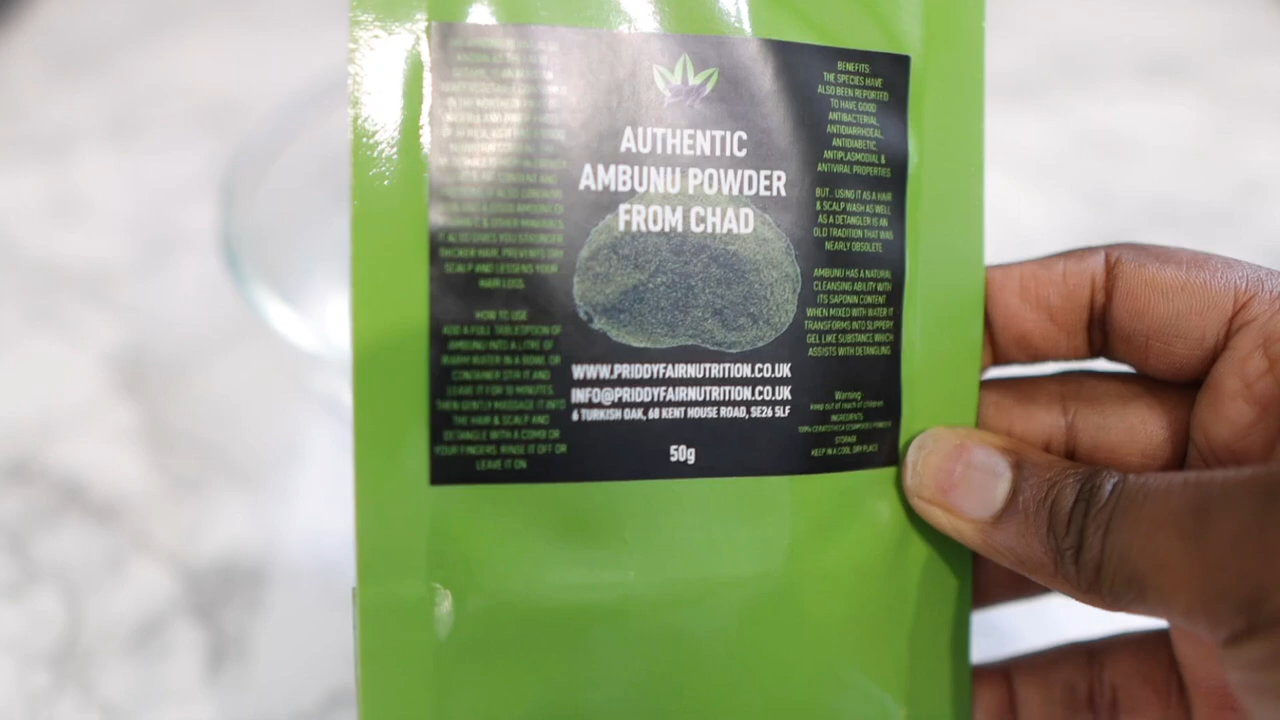 AUTHENTIC
AMBUNU POWDER
FROM CHAD
WWW.PRIDDYFAIRNUTRITION.CO.UK
INFO@PRIDDYFAIRNUTRITION.CO.UK
6 TURKISH OAK, 68 KENT HOUSE ROAD, SE26 5LF
50g
THICKER HAIR, PREVENTS DRY
SCALP AND LESSENS YOUR
HAIR LOSS
HOW TO USE
ADD A FULL TABLESPOON OF
AMBUNU INTO A LITRE OF
WARM WATER IN A BOWL OR
CONTAINER STIR IT AND
LEAVE IT FOR 10 MINUTES.
THEN GENTLY MASSAGE IT INTO
THE HAIR & SCALP AND
DETANGLE WITH A COMB OR
YOUR FINGERS. RINSE IT OFF OR
LEAVE IT ON
BENEFITS:
THE SPECIES HAVE
ALSO BEEN REPORTED
TO HAVE GOOD
ANTIBACTERIAL,
ANTIDIARRHOEAL,
ANTIDIABETIC,
ANTIPLASMODIAL &
ANTIVIRAL PROPERTIES
BUT.. USING IT AS A HAIR
& SCALP WASH AS WELL
AS A DETANGLER IS AN
OLD TRADITION THAT WAS
NEARLY OBSOLETE
AMBUNU HAS A NATURAL
CLEANSING ABILITY WITH
ITS SAPONIN CONTENT
WHEN MIXED WITH WATER IT
TRANSFORMS INTO SLIPPERY
GEL LIKE SUBSTANCE WHICH
ASSISTS WITH DETANGLING
Warning:
keep out of reach of children
INGREDIENTS
100% CERATOTHECA SESAMOIDES POWDER
STORAGE
KEEP IN A COOL DRY PLACE